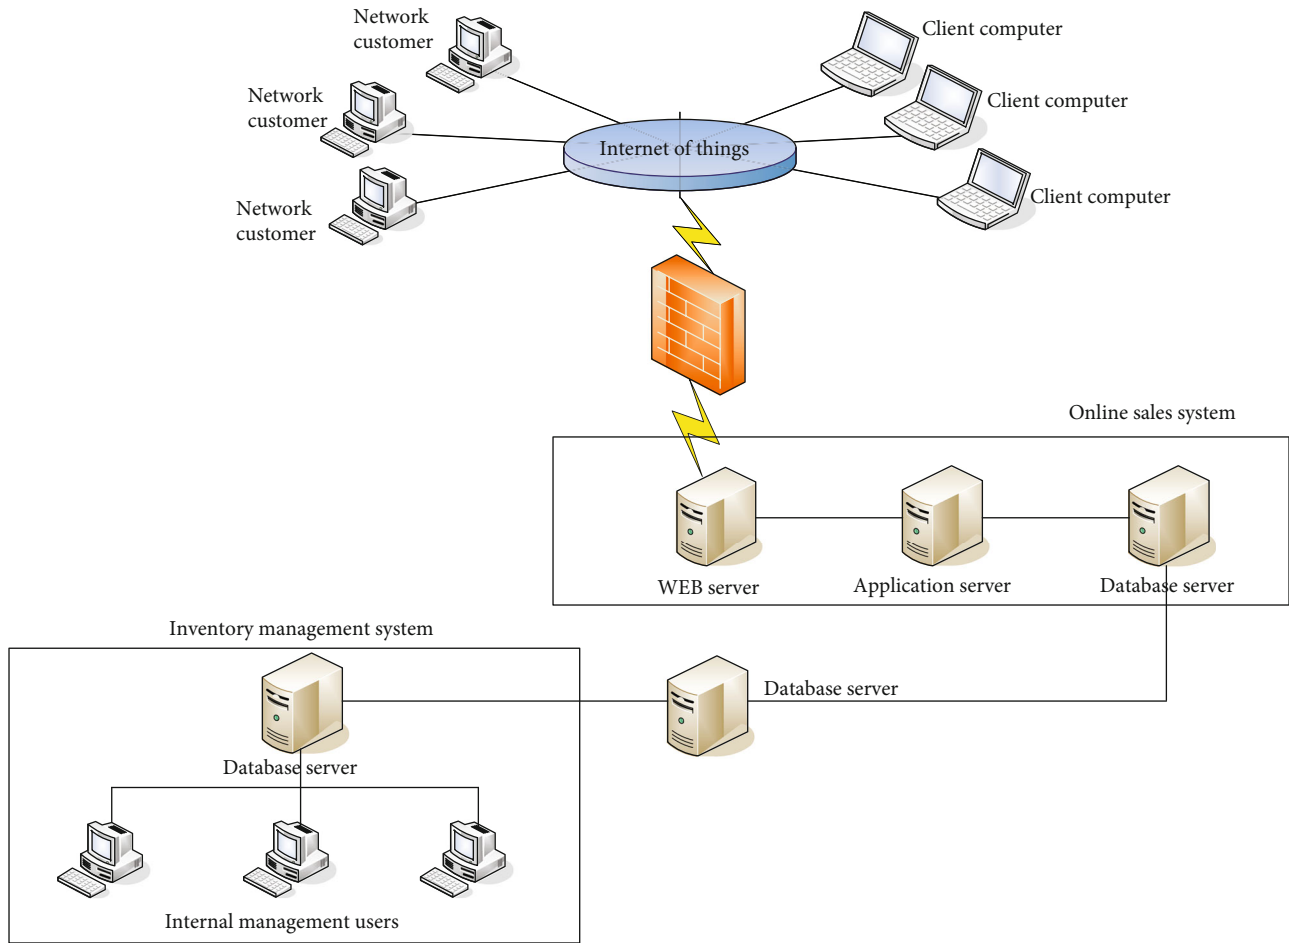 Network
customer
Client computer
Network
customer
Client computer
Internet of things
Network
customer
Client computer
Online sales system
WEB server
Application server
Database server
Inventory management system
Database server
Database server
Internal management users